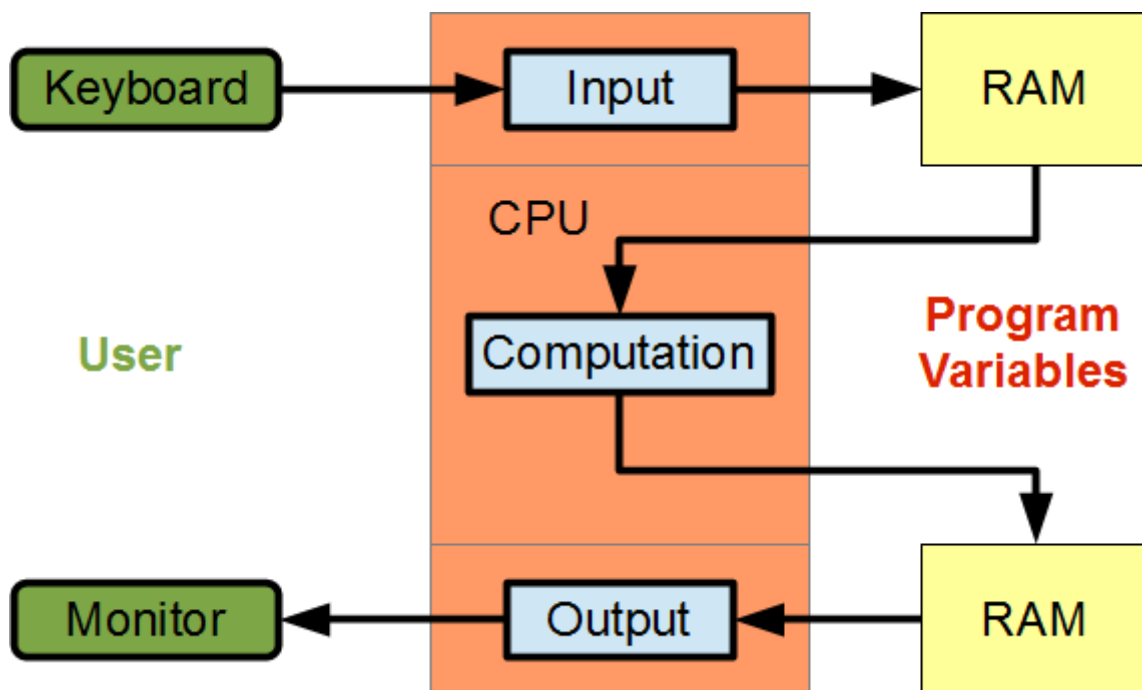 Keyboard
Input
RAM
CPU
User
Computation
Program
Variables
Monitor
Output
RAM